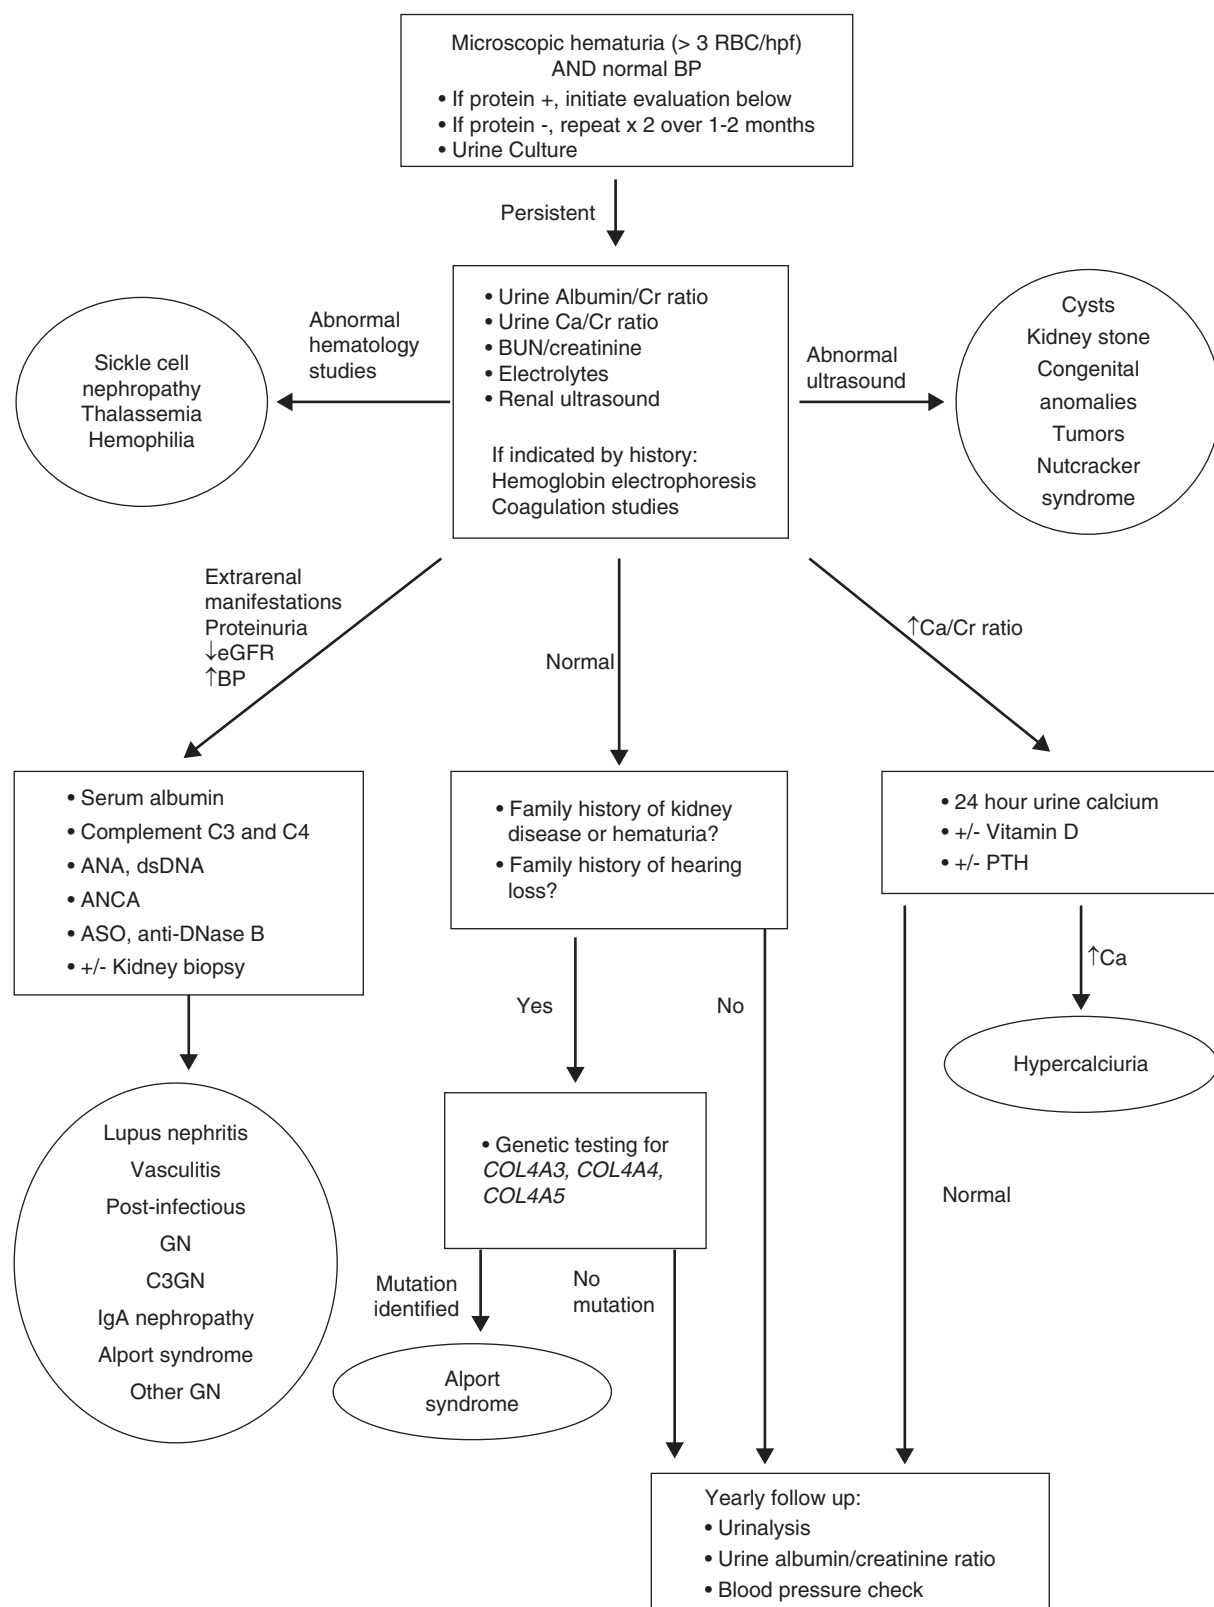 Microscopic hematuria (> 3 RBC/hpf)
AND normal BP
• If protein +, initiate evaluation below
• If protein -, repeat x 2 over 1-2 months
• Urine Culture
Persistent
• Urine Albumin/Cr ratio
• Urine Ca/Cr ratio
• BUN/creatinine
• Electrolytes
• Renal ultrasound
If indicated by history:
Hemoglobin electrophoresis
Coagulation studies
Abnormal
hematology
studies
Sickle cell
nephropathy
Thalassemia
Hemophilia
Abnormal
ultrasound
Cysts
Kidney stone
Congenital
anomalies
Tumors
Nutcracker
syndrome
Extrarenal
manifestations
Proteinuria
↓eGFR
↑BP
Normal
↑Ca/Cr ratio
• Serum albumin
• Complement C3 and C4
• ANA, dsDNA
• ANCA
• ASO, anti-DNase B
• +/- Kidney biopsy
• Family history of kidney
disease or hematuria?
• Family history of hearing
loss?
• 24 hour urine calcium
• +/- Vitamin D
• +/- PTH
Yes
No
↑Ca
Hypercalciuria
Lupus nephritis
Vasculitis
Post-infectious
GN
C3GN
IgA nephropathy
Alport syndrome
Other GN
• Genetic testing for
COL4A3, COL4A4,
COL4A5
Normal
Mutation
identified
No
mutation
Alport
syndrome
Yearly follow up:
• Urinalysis
• Urine albumin/creatinine ratio
• Blood pressure check